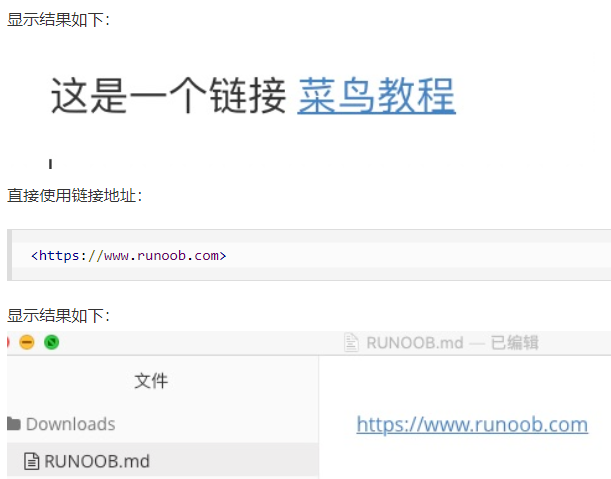 显示结果如下：
这是一个链接 菜鸟教程
直接使用链接地址：
<https://www.runoob.com>
显示结果如下：
RUNOOB.md — 已编辑
文件
Downloads
https://www.runoob.com
RUNOOB.md